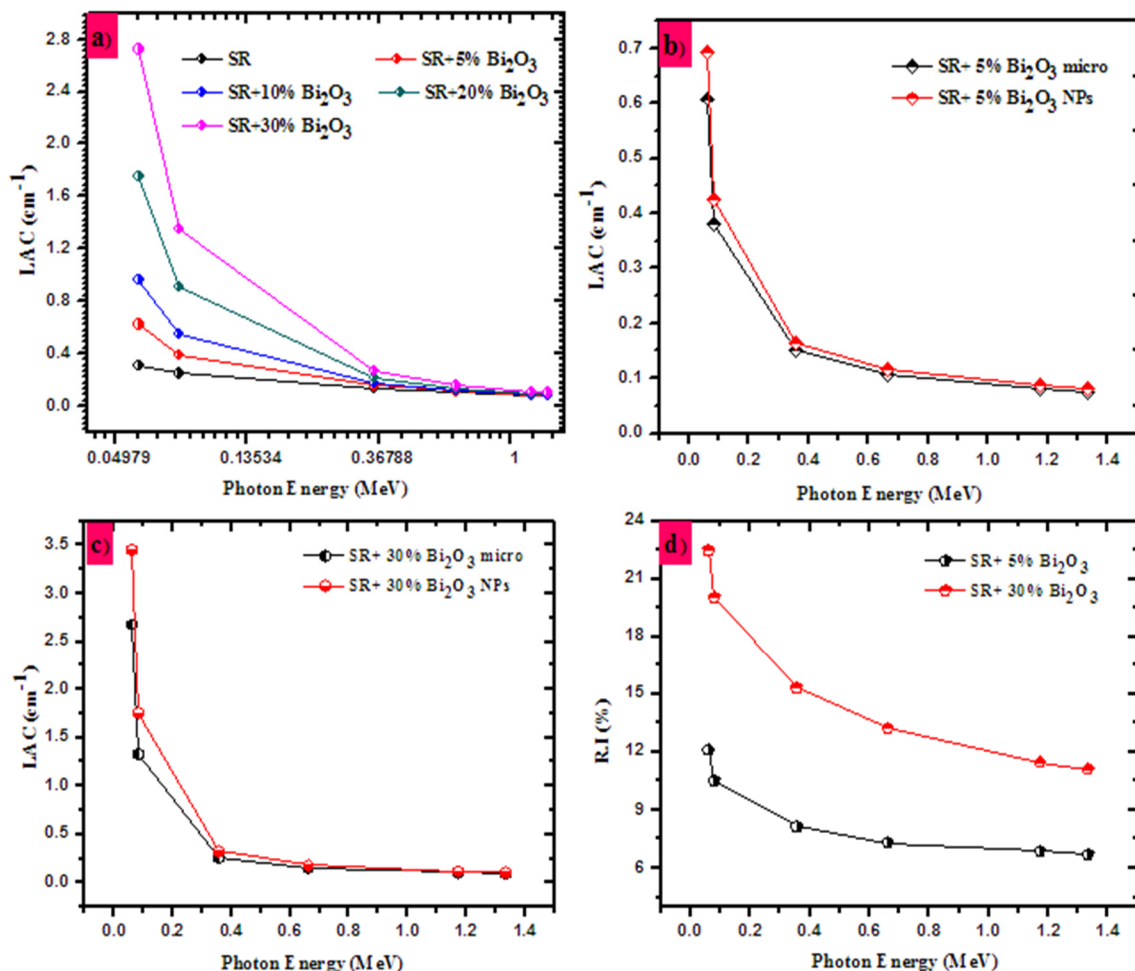 a)
SR
SR+5% Bi₂O₃
SR+10% Bi₂O₃
SR+20% Bi₂O₃
SR+30% Bi₂O₃
2.8
2.4
2.0
1.6
1.2
0.8
0.4
0.0
LAC (cm⁻¹)
0.04979 0.13534 0.36788 1
Photon Energy (MeV)
b)
SR+ 5% Bi₂O₃ micro
SR+ 5% Bi₂O₃ NPs
0.7
0.6
0.5
0.4
0.3
0.2
0.1
0.0
LAC (cm⁻¹)
0.0 0.2 0.4 0.6 0.8 1.0 1.2 1.4
Photon Energy (MeV)
c)
SR+ 30% Bi₂O₃ micro
SR+ 30% Bi₂O₃ NPs
3.5
3.0
2.5
2.0
1.5
1.0
0.5
0.0
LAC (cm⁻¹)
0.0 0.2 0.4 0.6 0.8 1.0 1.2 1.4
Photon Energy (MeV)
d)
SR+ 5% Bi₂O₃
SR+ 30% Bi₂O₃
24
21
18
15
12
9
6
R.I (%)
0.0 0.2 0.4 0.6 0.8 1.0 1.2 1.4
Photon Energy (MeV)